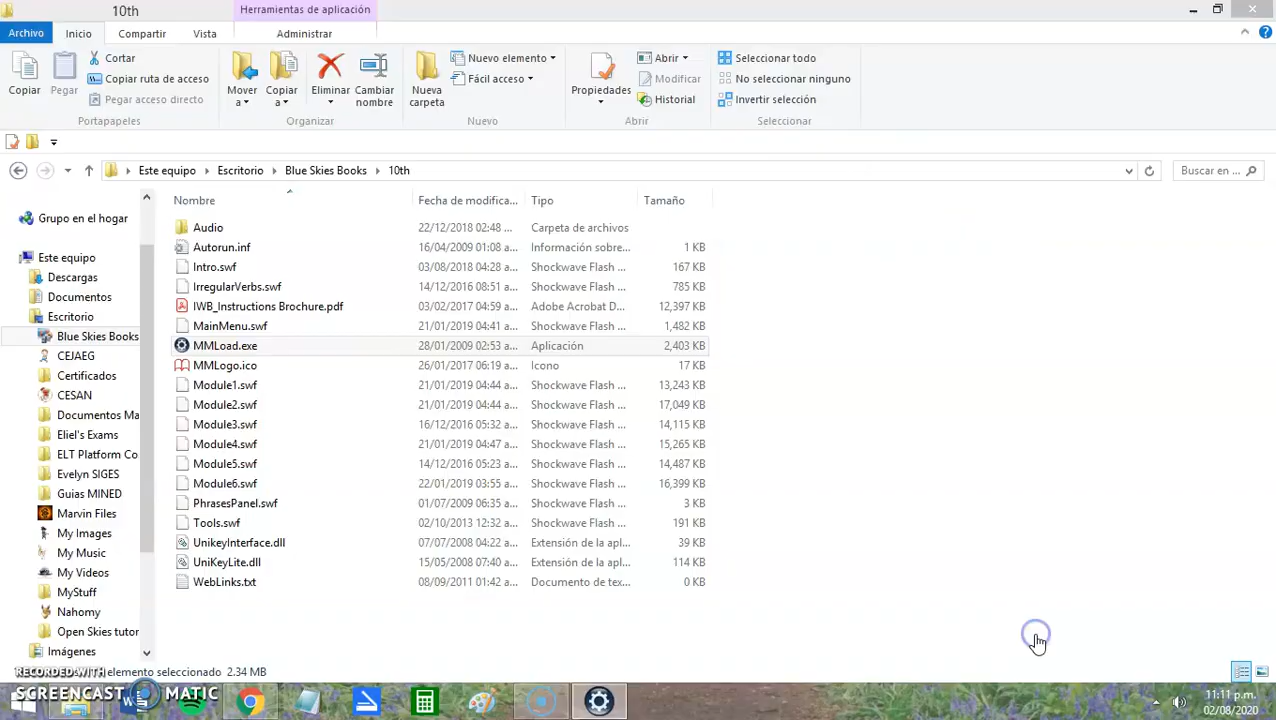 10th
Herramientas de aplicación
Archivo Inicio Compartir Vista Administrar
Copiar
Pegar
Cortar
Copiar ruta de acceso
Pegar acceso directo
Portapapeles
Mover a
Copiar a
Eliminar
Cambiar nombre
Organizar
Nueva carpeta
Nuevo elemento
Fácil acceso
Nuevo
Propiedades
Abrir
Modificar
Historial
Abrir
Seleccionar todo
No seleccionar ninguno
Invertir selección
Seleccionar
Este equipo Escritorio Blue Skies Books 10th
Buscar en ...
Grupo en el hogar
Este equipo
Descargas
Documentos
Escritorio
Blue Skies Books
CEJAEG
Certificados
CESAN
Documentos Ma
Eliel's Exams
ELT Platform Co
Evelyn SIGES
Guias MINED
Marvin Files
My Images
My Music
My Videos
MyStuff
Nahomy
Open Skies tutor
Imágenes
Nombre Fecha de modifica... Tipo Tamaño
Audio 22/12/2018 02:48 ... Carpeta de archivos
Autorun.inf 16/04/2009 01:08 a... Información sobre... 1 KB
Intro.swf 03/08/2018 04:28 a... Shockwave Flash ... 167 KB
IrregularVerbs.swf 14/12/2016 08:51 a... Shockwave Flash ... 785 KB
IWB_Instructions Brochure.pdf 03/02/2017 04:59 a... Adobe Acrobat D... 12,397 KB
MainMenu.swf 21/01/2019 04:41 a... Shockwave Flash ... 1,482 KB
MMLoad.exe 28/01/2009 02:53 a... Aplicación 2,403 KB
MMLogo.ico 26/01/2017 06:19 a... Icono 17 KB
Module1.swf 21/01/2019 04:44 a... Shockwave Flash ... 13,243 KB
Module2.swf 21/01/2019 04:44 a... Shockwave Flash ... 17,049 KB
Module3.swf 16/12/2016 05:32 a... Shockwave Flash ... 14,115 KB
Module4.swf 21/01/2019 04:47 a... Shockwave Flash ... 15,265 KB
Module5.swf 14/12/2016 05:23 a... Shockwave Flash ... 14,487 KB
Module6.swf 22/01/2019 03:55 a... Shockwave Flash ... 16,399 KB
PhrasesPanel.swf 01/07/2009 06:35 a... Shockwave Flash ... 3 KB
Tools.swf 02/10/2013 12:32 a... Shockwave Flash ... 191 KB
UnikeyInterface.dll 07/07/2008 04:22 a... Extensión de la apl... 39 KB
UniKeyLite.dll 15/05/2008 07:40 a... Extensión de la apl... 114 KB
WebLinks.txt 08/09/2011 01:42 a... Documento de tex... 0 KB
elemento seleccionado 2.34 MB
RECORDED WITH
SCREENCAST MATIC
11:11 p.m.
02/08/2020